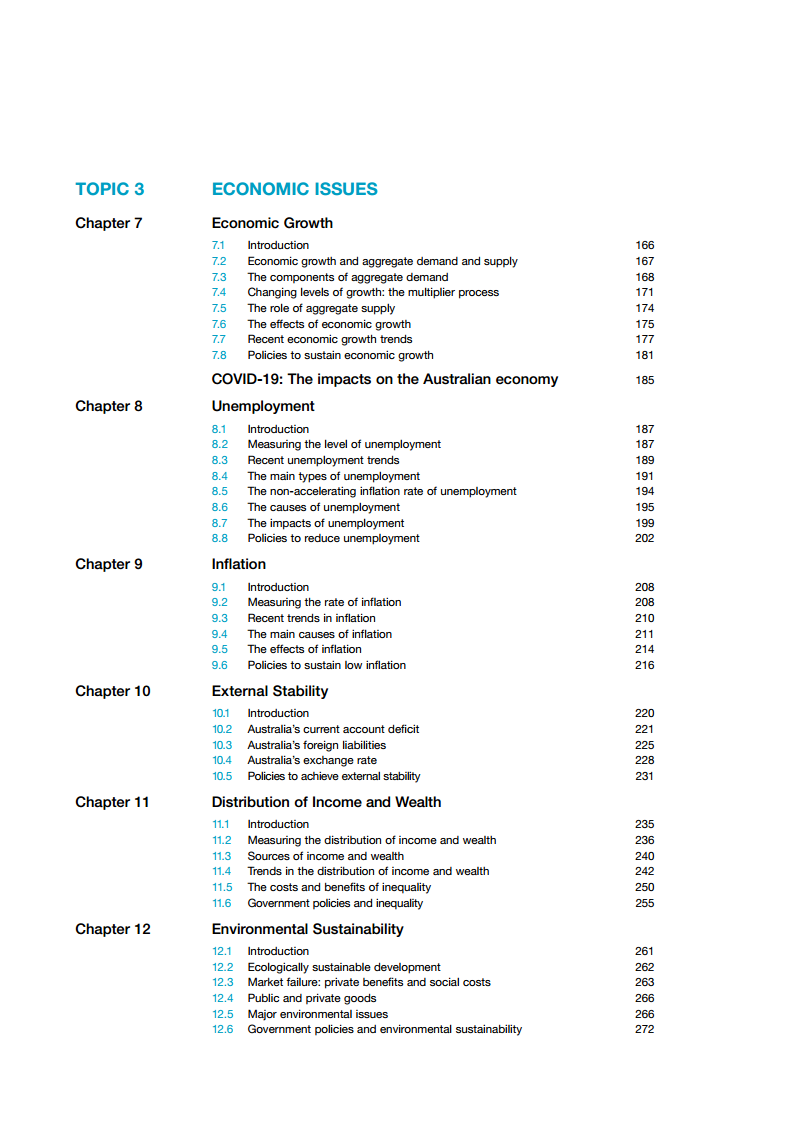 TOPIC 3 ECONOMIC ISSUES
Chapter 7 Economic Growth
7.1 Introduction 166
7.2 Economic growth and aggregate demand and supply 167
7.3 The components of aggregate demand 168
7.4 Changing levels of growth: the multiplier process 171
7.5 The role of aggregate supply 174
7.6 The effects of economic growth 175
7.7 Recent economic growth trends 177
7.8 Policies to sustain economic growth 181
COVID-19: The impacts on the Australian economy 185
Chapter 8 Unemployment
8.1 Introduction 187
8.2 Measuring the level of unemployment 187
8.3 Recent unemployment trends 189
8.4 The main types of unemployment 191
8.5 The non-accelerating inflation rate of unemployment 194
8.6 The causes of unemployment 195
8.7 The impacts of unemployment 199
8.8 Policies to reduce unemployment 202
Chapter 9 Inflation
9.1 Introduction 208
9.2 Measuring the rate of inflation 208
9.3 Recent trends in inflation 210
9.4 The main causes of inflation 211
9.5 The effects of inflation 214
9.6 Policies to sustain low inflation 216
Chapter 10 External Stability
10.1 Introduction 220
10.2 Australia's current account deficit 221
10.3 Australia's foreign liabilities 225
10.4 Australia's exchange rate 228
10.5 Policies to achieve external stability 231
Chapter 11 Distribution of Income and Wealth
11.1 Introduction 235
11.2 Measuring the distribution of income and wealth 236
11.3 Sources of income and wealth 240
11.4 Trends in the distribution of income and wealth 242
11.5 The costs and benefits of inequality 250
11.6 Government policies and inequality 255
Chapter 12 Environmental Sustainability
12.1 Introduction 261
12.2 Ecologically sustainable development 262
12.3 Market failure: private benefits and social costs 263
12.4 Public and private goods 266
12.5 Major environmental issues 266
12.6 Government policies and environmental sustainability 272